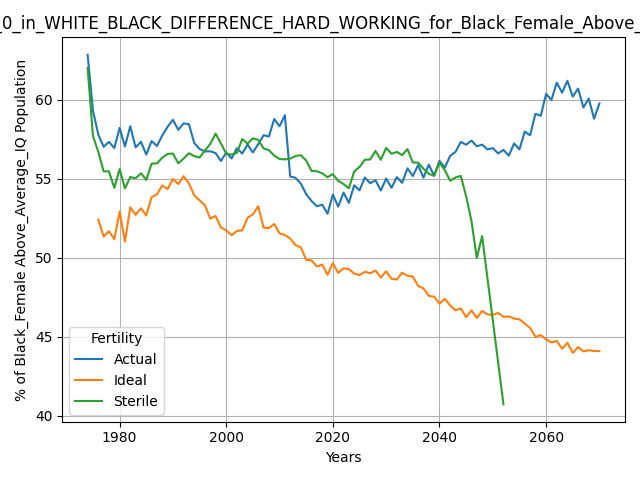 _0_in_WHITE_BLACK_DIFFERENCE_HARD_WORKING_for_Black_Female_Above_
% of Black_Female Above_Average_IQ Population
60
55
50
45
40
Fertility
Actual
Ideal
Sterile
1980
2000
2020
2040
2060
Years